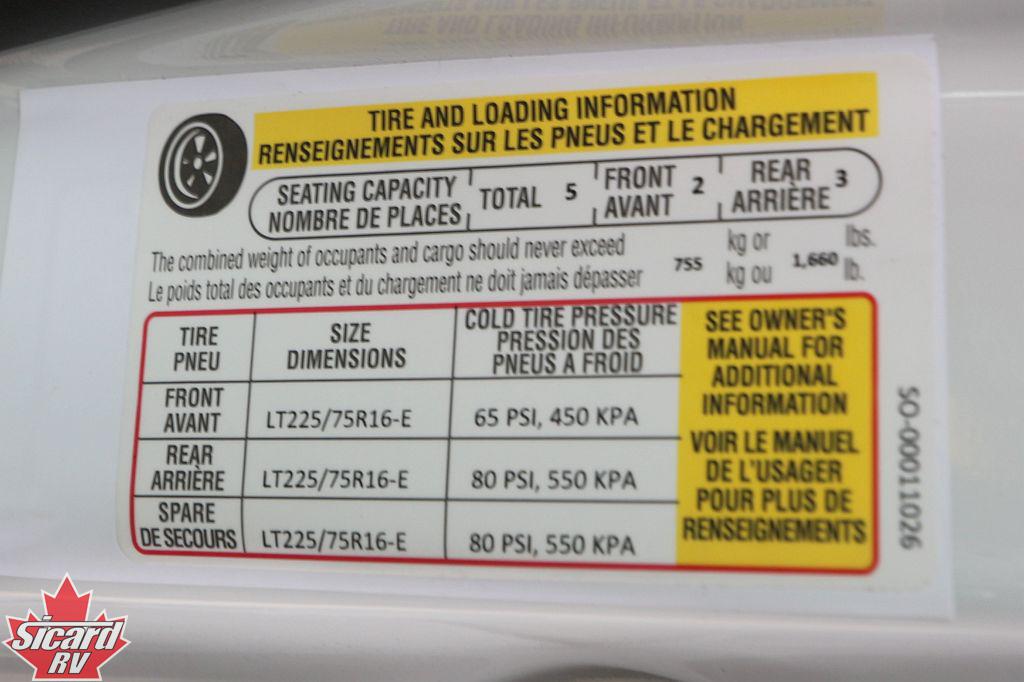 TIRE AND LOADING INFORMATION
RENSEIGNEMENTS SUR LES PNEUS ET LE CHARGEMENT
SEATING CAPACITY
NOMBRE DE PLACES
TOTAL 5
FRONT
AVANT
2
REAR
ARRIÈRE
3
The combined weight of occupants and cargo should never exceed
Le poids total des occupants et du chargement ne doit jamais dépasser
755
kg or
kg ou
1,660
lbs.
lb.
TIRE
PNEU
SIZE
DIMENSIONS
COLD TIRE PRESSURE
PRESSION DES
PNEUS A FROID
FRONT
AVANT
LT225/75R16-E
65 PSI, 450 KPA
REAR
ARRIÈRE
LT225/75R16-E
80 PSI, 550 KPA
SPARE
DE SECOURS
LT225/75R16-E
80 PSI, 550 KPA
SEE OWNER'S
MANUAL FOR
ADDITIONAL
INFORMATION
VOIR LE MANUEL
DE L'USAGER
POUR PLUS DE
RENSEIGNEMENTS
SO-00011026
Sicard
RV